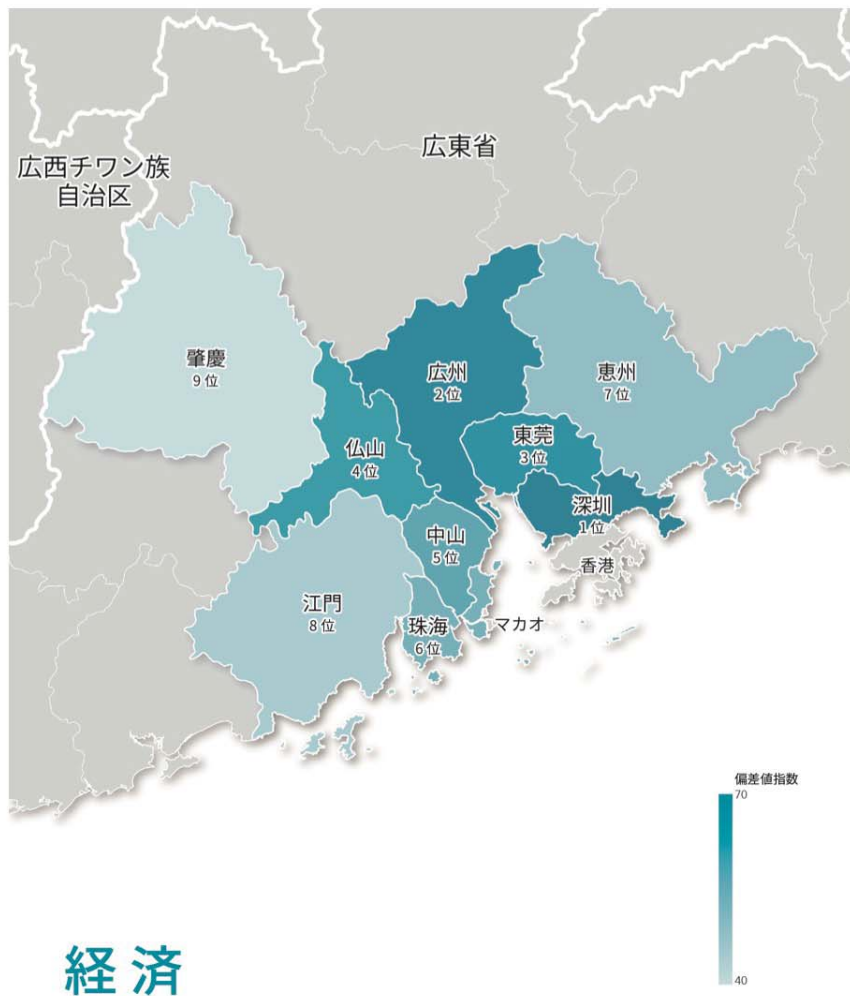 広西チワン族
自治区
広東省
肇慶
9位
広州
2位
恵州
7位
仏山
4位
東莞
3位
深圳
1位
中山
5位
香港
江門
8位
珠海
6位
マカオ
偏差値指数
70
40
経済